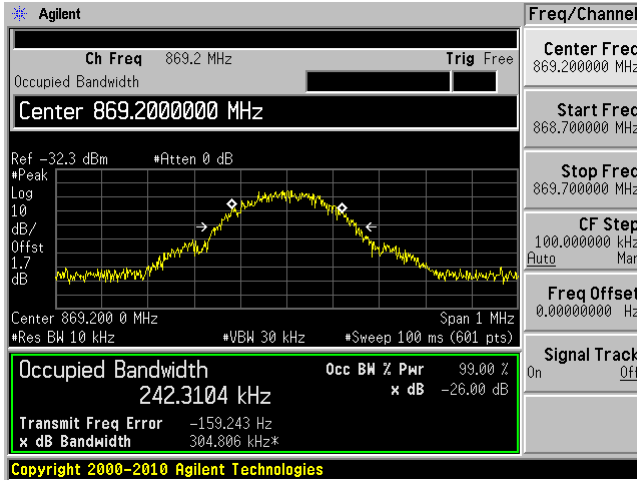 Agilent
Freq/Channel
Ch Freq 869.2 MHz Trig Free
Occupied Bandwidth
Center 869.2000000 MHz
Center Freq
869.200000 MHz
Start Freq
868.700000 MHz
Stop Freq
869.700000 MHz
CF Step
100.000000 kHz
Auto Man
Freq Offset
0.00000000 Hz
Signal Track
On Off
Ref -32.3 dBm #Atten 0 dB
#Peak
Log
10
dB/
Offst
1.7
dB
Center 869.200 0 MHz Span 1 MHz
#Res BW 10 kHz #VBW 30 kHz #Sweep 100 ms (601 pts)
Occupied Bandwidth Occ BW % Pwr 99.00 %
242.3104 kHz x dB -26.00 dB
Transmit Freq Error -159.243 Hz
x dB Bandwidth 304.806 kHz*
Copyright 2000-2010 Agilent Technologies